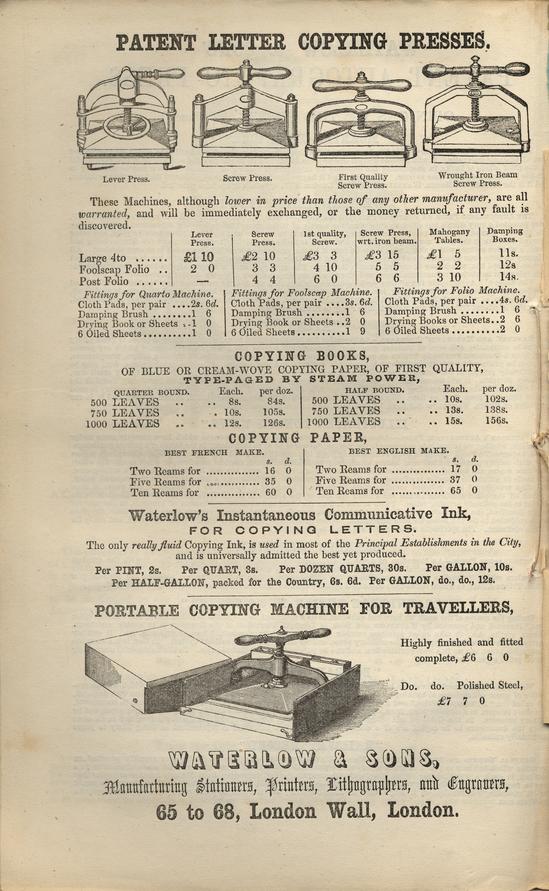 PATENT LETTER COPYING PRESSES.
Lever Press. Screw Press. First Quality Screw Press. Wrought Iron Beam Screw Press.
These Machines, although lower in price than those of any other manufacturer, are all
warranted, and will be immediately exchanged, or the money returned, if any fault is
discovered.
Lever Press. Screw Press. 1st quality, Screw. Screw Press, wrt. iron beam. Mahogany Tables. Damping Boxes.
Large 4to ...... £1 10 £2 10 £3 3 £3 15 £1 5 11s.
Foolscap Folio .. 2 0 3 3 4 10 5 5 2 2 12s
Post Folio ...... — 4 4 6 0 6 6 3 10 14s.
Fittings for Quarto Machine.
Cloth Pads, per pair ...2s. 6d.
Damping Brush .......1 6
Drying Book or Sheets ..1 0
6 Oiled Sheets........1 0
Fittings for Foolscap Machine.
Cloth Pads, per pair ....3s. 6d.
Damping Brush ........1 6
Drying Book or Sheets ..2 0
6 Oiled Sheets.........1 9
Fittings for Folio Machine.
Cloth Pads, per pair ....4s. 6d.
Damping Brush ........1 6
Drying Books or Sheets..2 6
6 Oiled Sheets.........2 0
COPYING BOOKS,
OF BLUE OR CREAM-WOVE COPYING PAPER, OF FIRST QUALITY,
TYPE-PAGED BY STEAM POWER,
QUARTER BOUND. Each. per doz.
500 LEAVES .. .. 8s. 84s.
750 LEAVES .. .. 10s. 105s.
1000 LEAVES .. .. 12s. 126s.
HALF BOUND. Each. per doz.
500 LEAVES .. .. 10s. 102s.
750 LEAVES .. .. 13s. 138s.
1000 LEAVES .. .. 15s. 156s.
COPYING PAPER,
BEST FRENCH MAKE.
s. d.
Two Reams for .............. 16 0
Five Reams for .............. 35 0
Ten Reams for .............. 60 0
BEST ENGLISH MAKE.
s. d.
Two Reams for .............. 17 0
Five Reams for .............. 37 0
Ten Reams for .............. 65 0
Waterlow's Instantaneous Communicative Ink,
FOR COPYING LETTERS.
The only really fluid Copying Ink, is used in most of the Principal Establishments in the City,
and is universally admitted the best yet produced.
Per PINT, 2s. Per QUART, 3s. Per DOZEN QUARTS, 30s. Per GALLON, 10s.
Per HALF-GALLON, packed for the Country, 6s. 6d. Per GALLON, do., do., 12s.
PORTABLE COPYING MACHINE FOR TRAVELLERS,
Highly finished and fitted
complete, £6 6 0
Do. do. Polished Steel,
£7 7 0
WATERLOW & SONS,
Manufacturing Stationers, Printers, Lithographers, and Engravers,
65 to 68, London Wall, London.